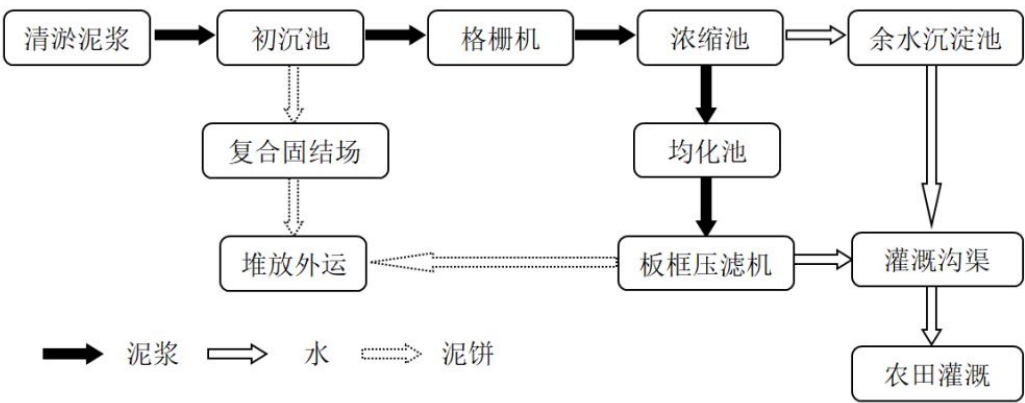 清淤泥浆
初沉池
格栅机
浓缩池
余水沉淀池
复合固结场
均化池
堆放外运
板框压滤机
灌溉沟渠
泥浆
水
泥饼
农田灌溉